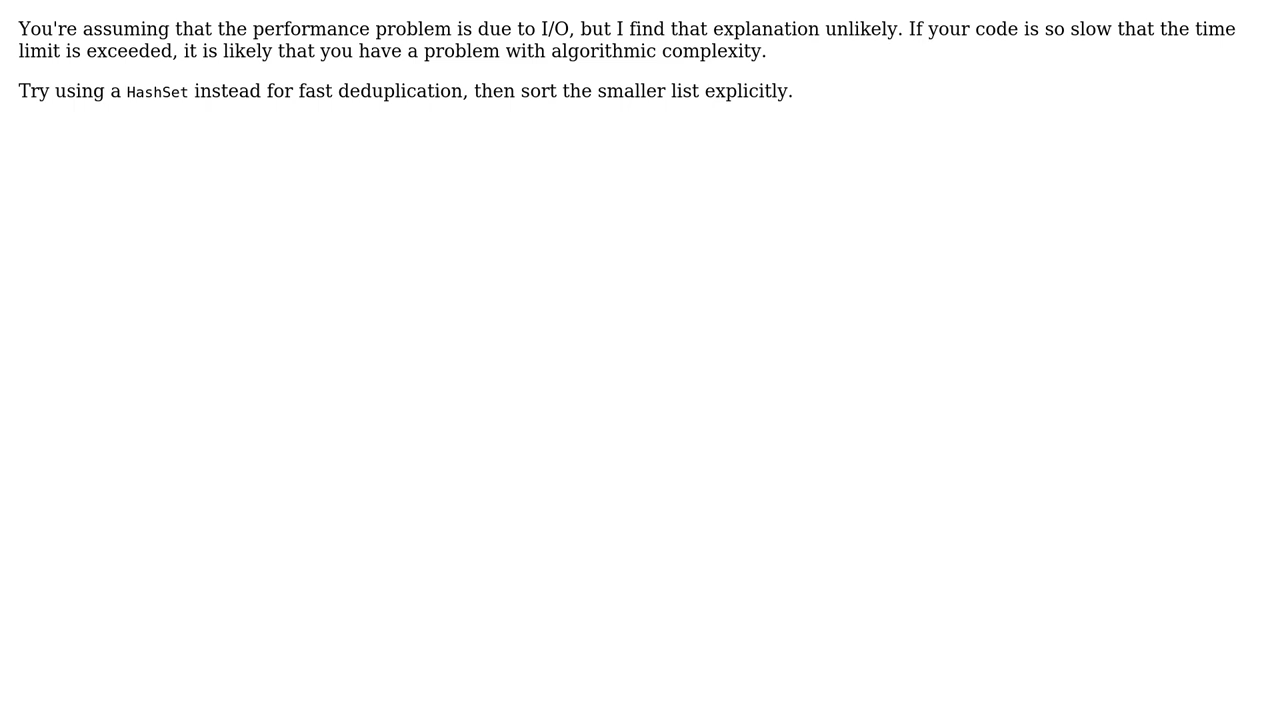 You're assuming that the performance problem is due to I/O, but I find that explanation unlikely. If your code is so slow that the time
limit is exceeded, it is likely that you have a problem with algorithmic complexity.
Try using a HashSet instead for fast deduplication, then sort the smaller list explicitly.